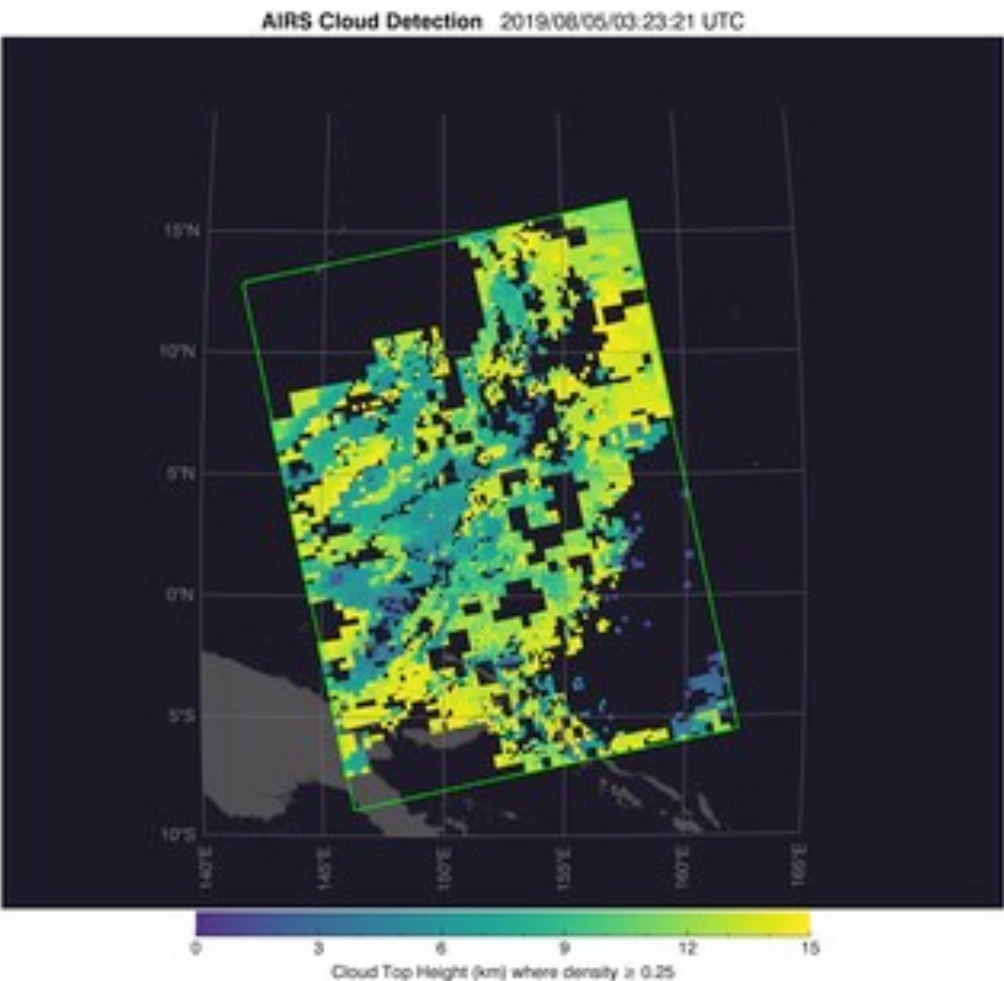 AIRS Cloud Detection 2019/08/05/03:23:21 UTC
15°N
10°N
5°N
0°N
5°S
10°S
140°E 145°E 150°E 155°E 160°E 165°E
0 3 6 9 12 15
Cloud Top Height (km) where density ≥ 0.25